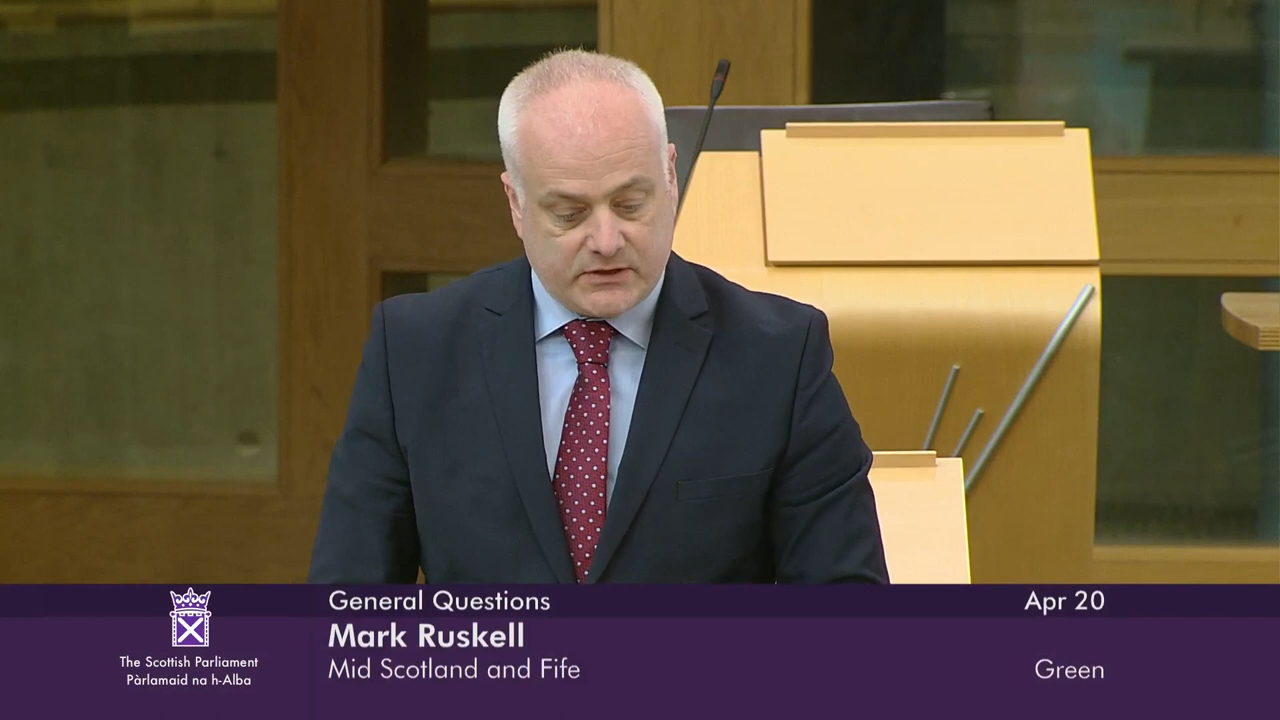 General Questions
Apr 20
Mark Ruskell
Mid Scotland and Fife
Green
The Scottish Parliament
Pàrlamaid na h-Alba